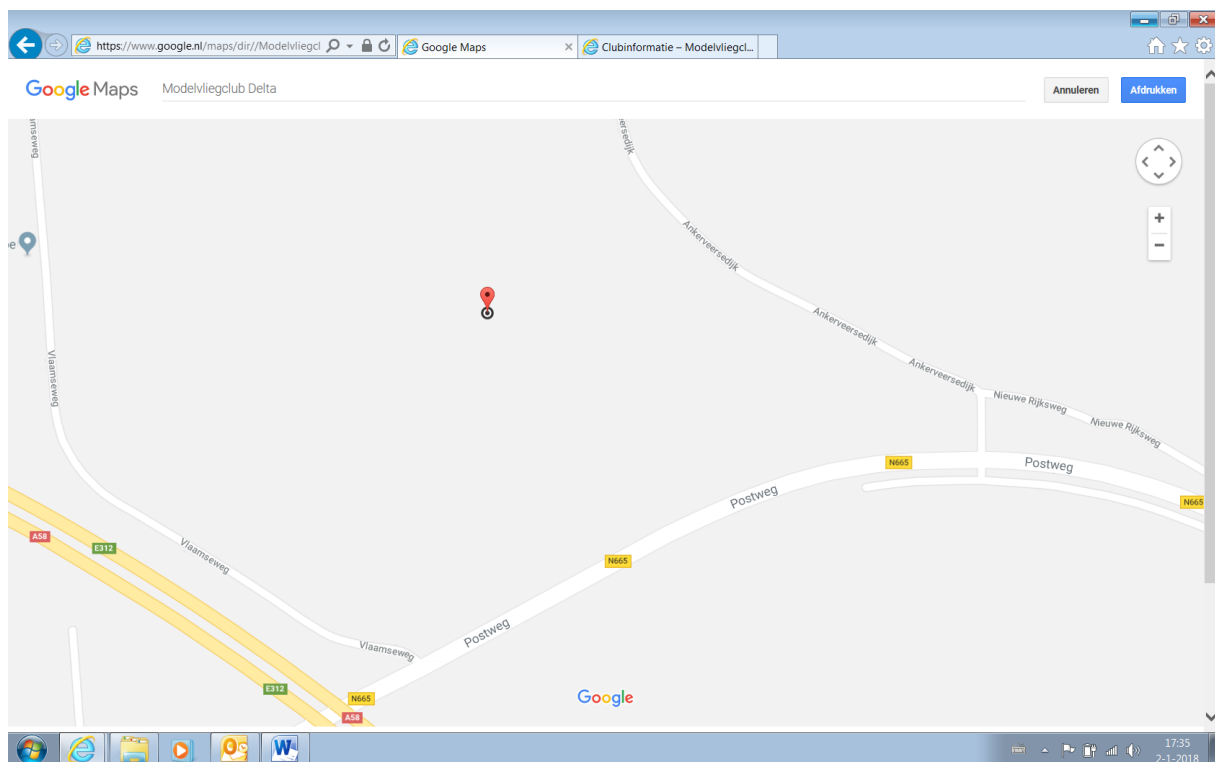 https://www.google.nl/maps/dir//Modelvliegcl
Google Maps
Clubinformatie – Modelvliegcl...
Google Maps
Modelvliegclub Delta
Annuleren
Afdrukken
Ankerveersedijk
Ankerveersedijk
Ankerveersedijk
Vlaamseweg
Nieuwe Rijksweg
Nieuwe Rijksweg
N665
Postweg
Postweg
N665
A58
E312
Vlaamseweg
N665
Postweg
Vlaamseweg
E312
N665
A58
Google
17:35
2-1-2018